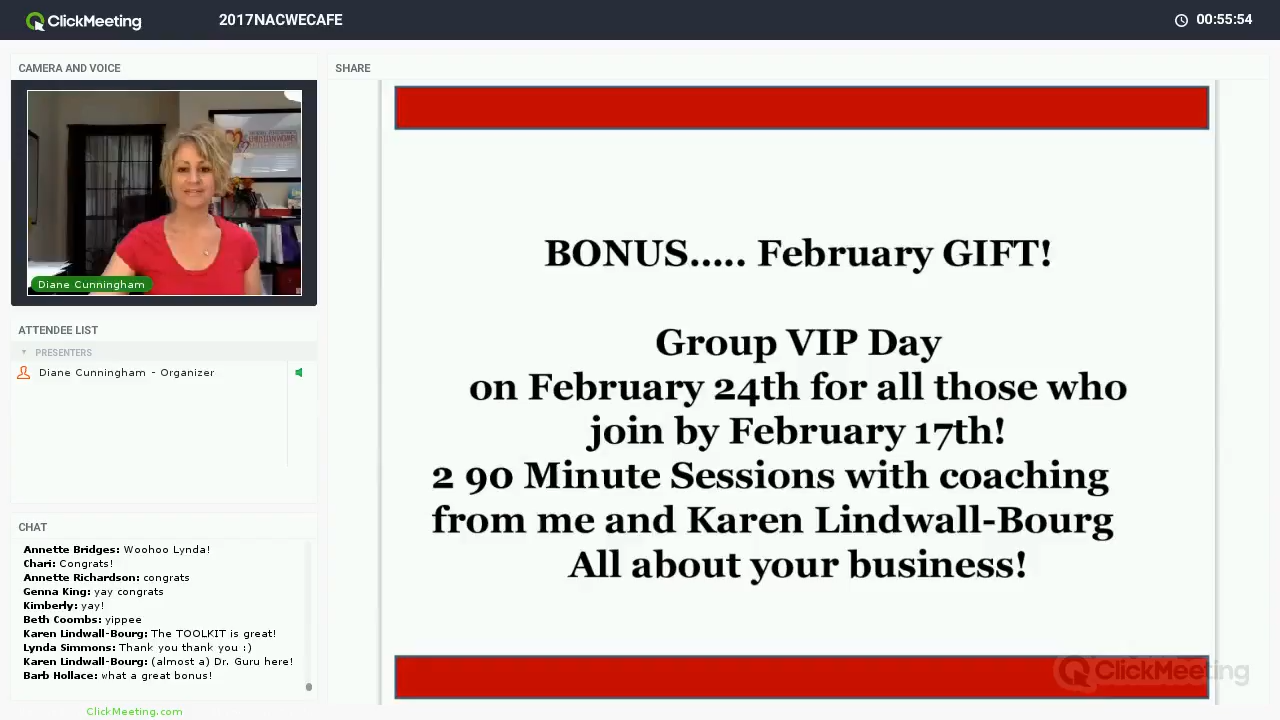 ClickMeeting
2017NACWECAFE
00:55:54
CAMERA AND VOICE
Diane Cunningham
ATTENDEE LIST
PRESENTERS
Diane Cunningham - Organizer
CHAT
Annette Bridges: Woohoo Lynda!
Chari: Congrats!
Annette Richardson: congrats
Genna King: yay congrats
Kimberly: yay!
Beth Coombs: yippee
Karen Lindwall-Bourg: The TOOLKIT is great!
Lynda Simmons: Thank you thank you :)
Karen Lindwall-Bourg: (almost a) Dr. Guru here!
Barb Hollace: what a great bonus!
ClickMeeting.com
SHARE
BONUS..... February GIFT!
Group VIP Day
on February 24th for all those who
join by February 17th!
2 90 Minute Sessions with coaching
from me and Karen Lindwall-Bourg
All about your business!
ClickMeeting